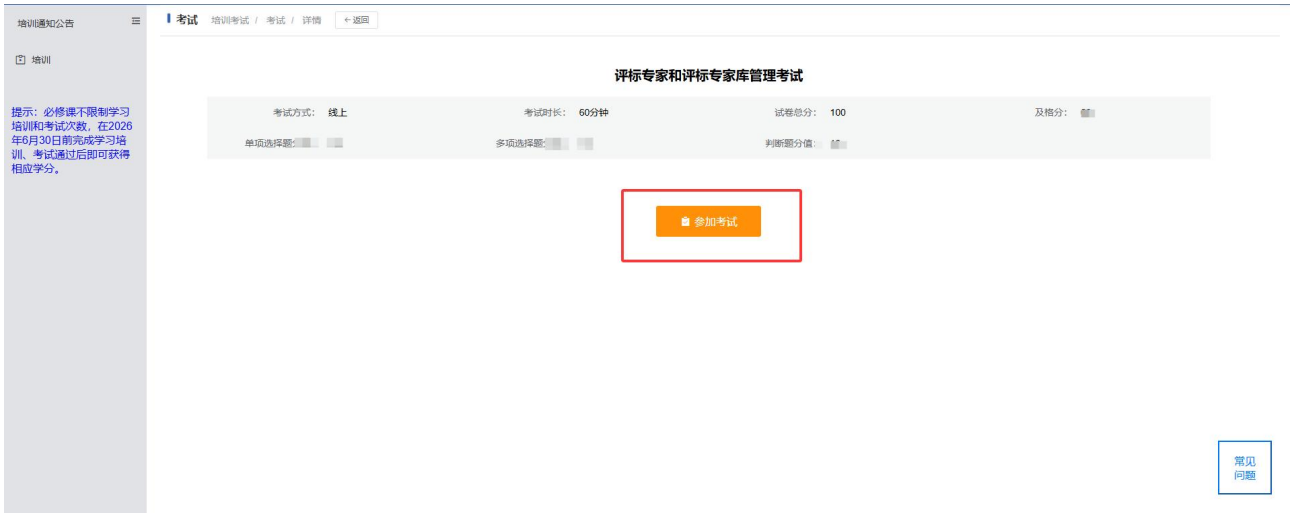 培训通知公告
培训
提示：必修课不限制学习
培训和考试次数，在2026
年6月30日前完成学习培
训、考试通过后即可获得
相应学分。
考试 培训考试 / 考试 / 详情 ←返回
评标专家和评标专家库管理考试
考试方式： 线上 考试时长： 60分钟 试卷总分： 100 及格分：
单项选择题 多项选择题 判断题分值：
参加考试
常见
问题